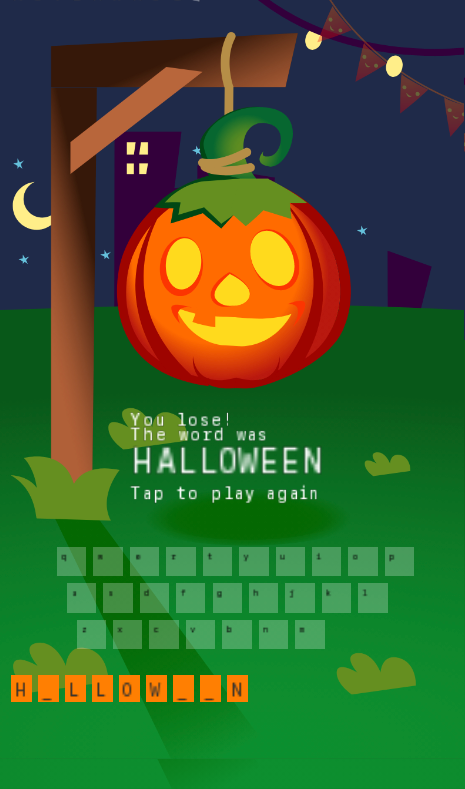 You lose!
The word was
HALLOWEEN
Tap to play again
q w e r t y u i o p
a s d f g h j k l
z x c v b n m
H _ L L O W _ _ N